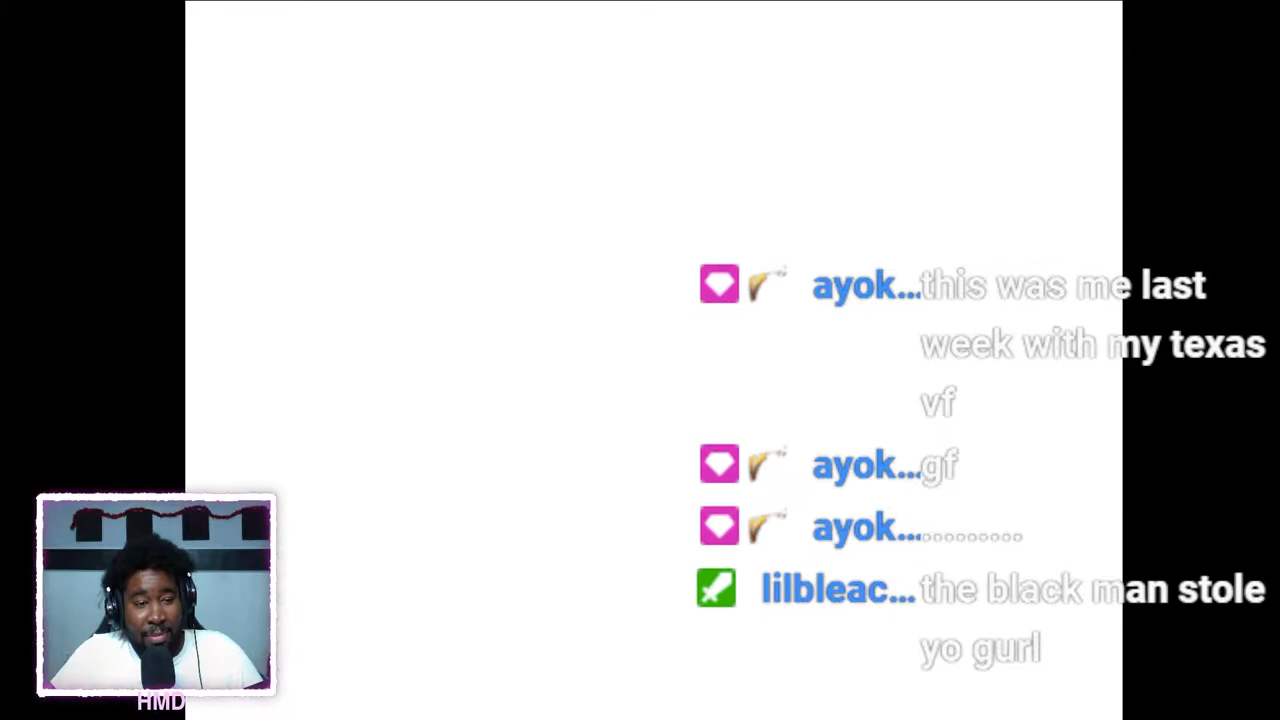 ayok...this was me last
week with my texas
vf
ayok...gf
ayok............
lilbleac...the black man stole
yo gurl
HMD